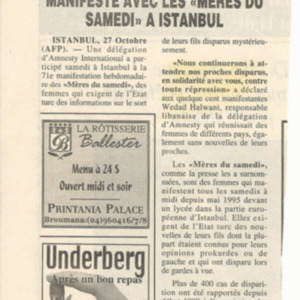 MANIFESTE AVEC LES «MÈRES DU
SAMEDI» A ISTANBUL
ISTANBUL, 27 Octobre
(AFP). — Une délégation
d'Amnesty International a par-
ticipé samedi à Istanbul à la
71e manifestation hebdomadai-
re des «Mères du samedi», des
femmes qui exigent de l'Etat
turc des informations sur le sort
de leurs fils disparus mystérieu-
sement.
«Nous continuerons à at-
tendre nos proches disparus,
en solidarité avec vous, contre
toute répression» a déclaré
aux quelque cent manifestantes
Wedad Halwani, responsable
libanaise de la délégation
d'Amnesty qui réunissait des
femmes de différents pays, éga-
lement sans nouvelles de leurs
proches.
Les «Mères du samedi»,
comme la presse les a surnom-
mées, sont des femmes qui ma-
nifestent tous les samedis à
midi depuis mai 1995 devant
un lycée dans la partie euro-
péenne d'Istanbul. Elles exi-
gent de l'Etat turc des nou-
velles de leurs fils dont la plu-
part étaient connus pour leurs
opinions prokurdes ou de
gauche et qui ont disparu lors
de gardes à vue.
Plus de 400 cas de dispari-
tion ont été rapportés depuis
LA RÔTISSERIE
B
Ballester
Menu à 24 $
Ouvert midi et soir
PRINTANIA PALACE
Broumana: (04)960416/7/8
Underberg
Après un bon repas